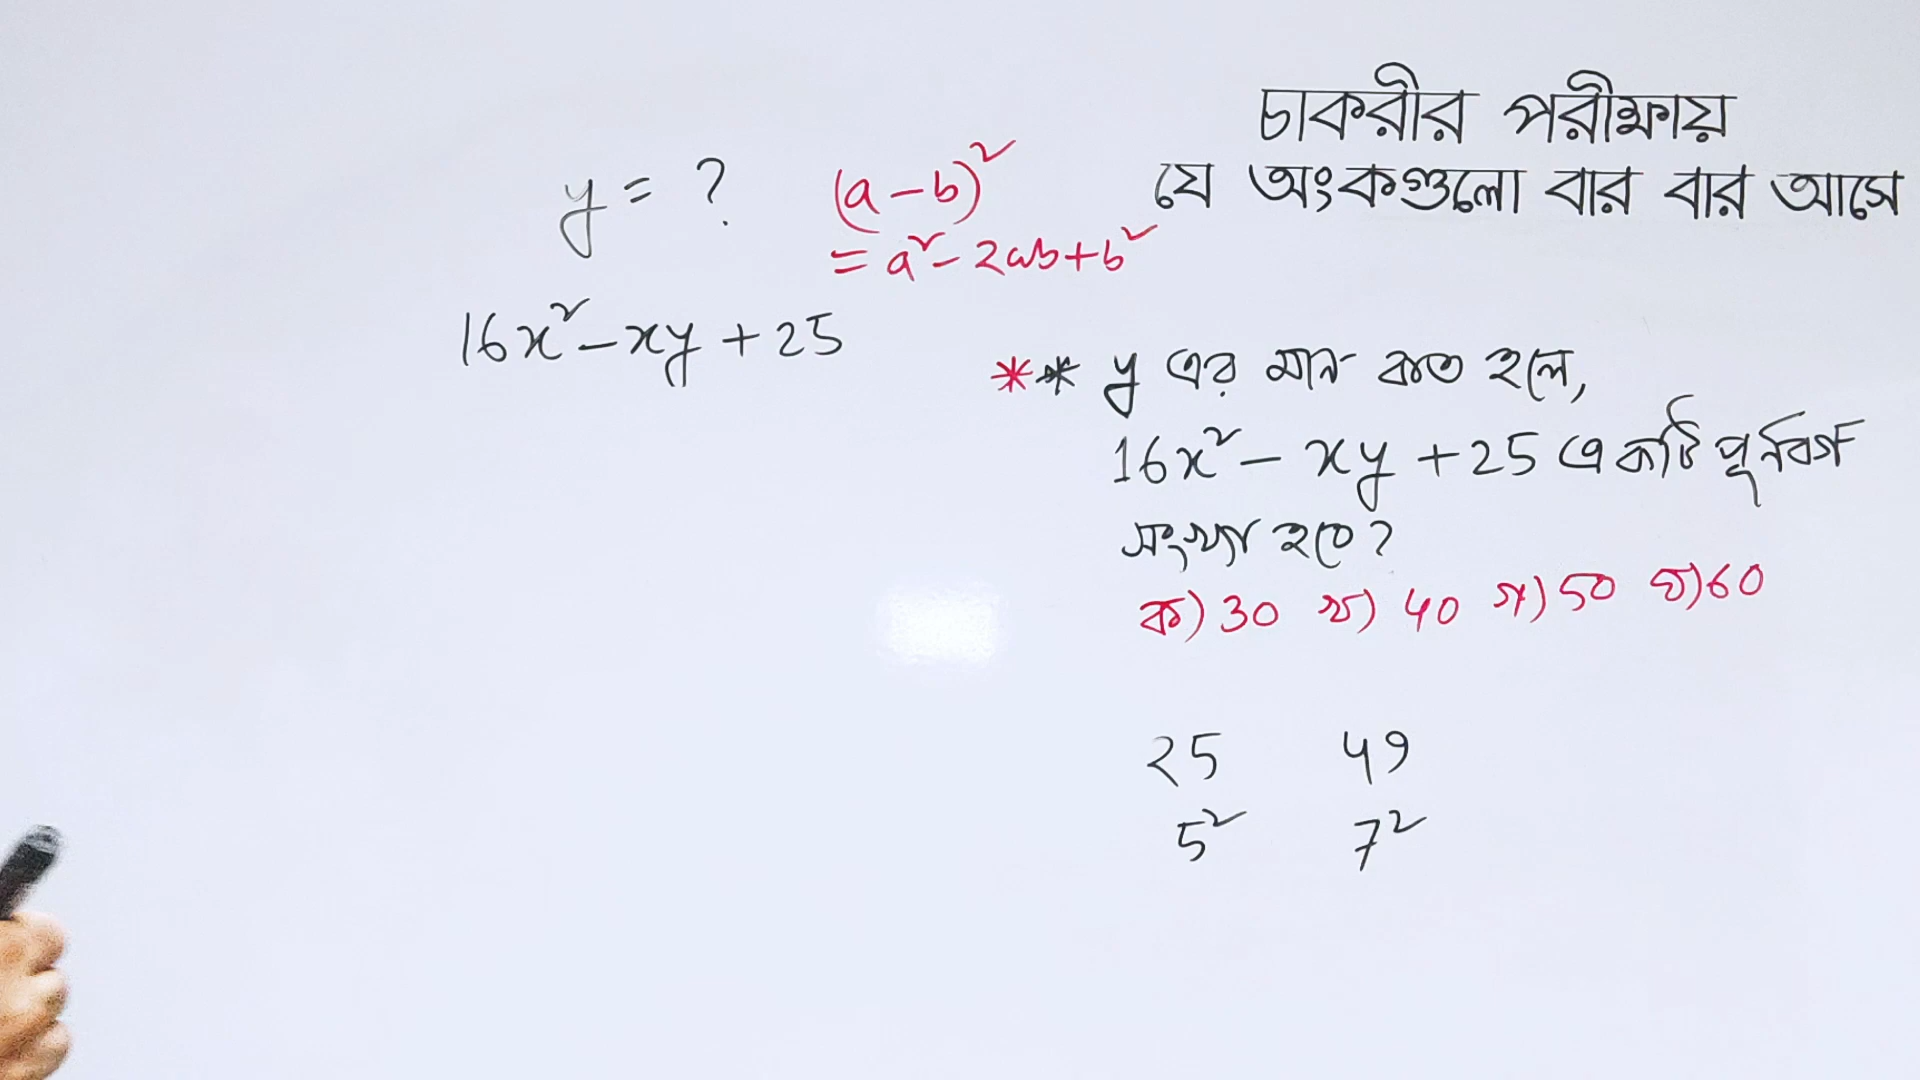 চাকরীর পরীক্ষায়
যে অংকগুলো বার বার আসে
y = ?
(a - b)²
= a² - 2ab + b²
16x² - xy + 25
** y এর মান কত হলে,
16x² - xy + 25 একটি পূর্নবর্গ
সংখ্যা হবে?
ক) 30 খ) 40 গ) 50 ঘ) 60
25 49
5² 7²